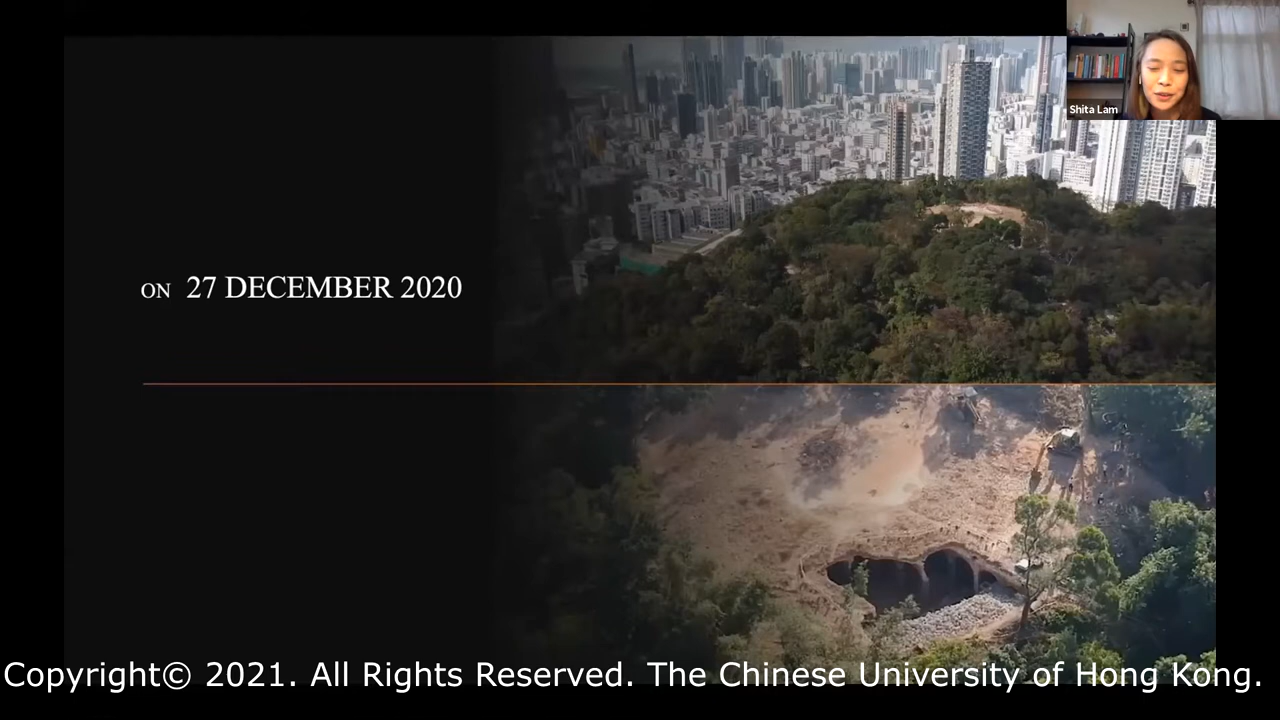 Shita Lam
ON 27 DECEMBER 2020
Copyright© 2021. All Rights Reserved. The Chinese University of Hong Kong.